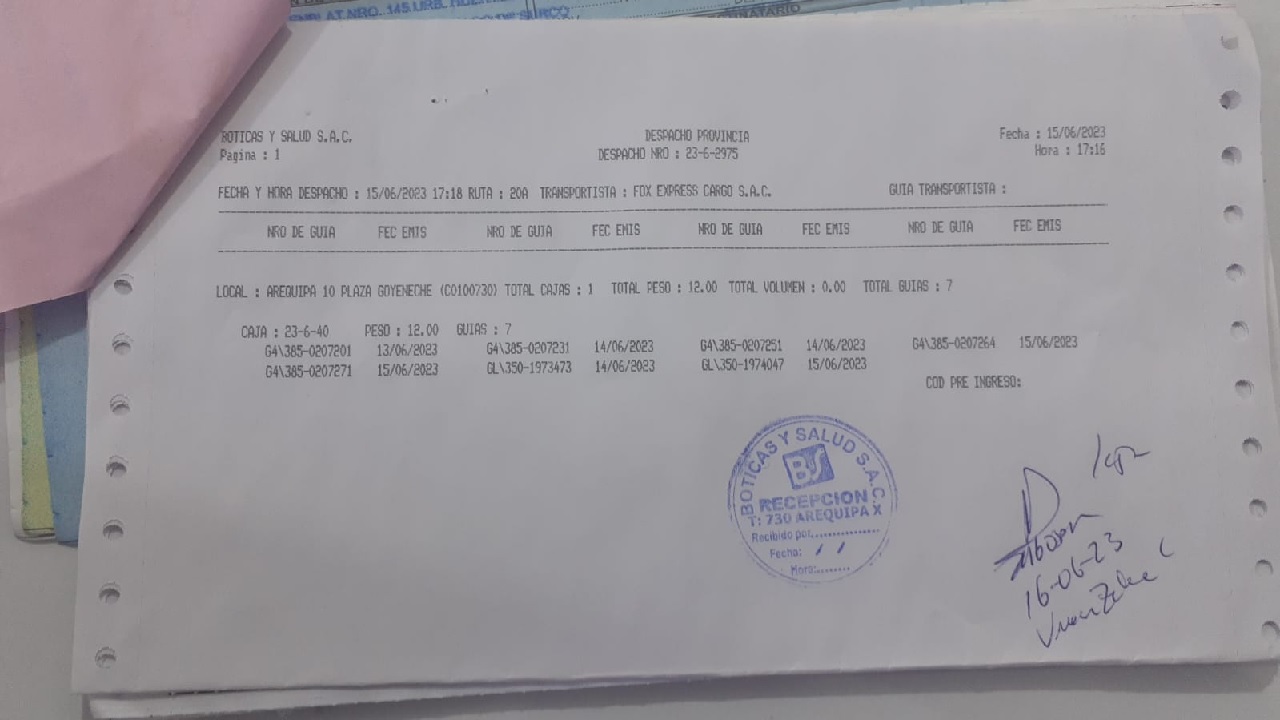 AT.NRO. 145 URB.
DE SURCO
BOTICAS Y SALUD S.A.C. DESPACHO PROVINCIA Fecha : 15/06/2023
Pagina : 1 DESPACHO NRO : 23-6-2975 Hora : 17:16
FECHA Y HORA DESPACHO : 15/06/2023 17:18 RUTA : 20A TRANSPORTISTA : FOX EXPRESS CARGO S.A.C. GUIA TRANSPORTISTA :
NRO DE GUIA FEC EMIS NRO DE GUIA FEC EMIS NRO DE GUIA FEC EMIS NRO DE GUIA FEC EMIS
LOCAL : AREQUIPA 10 PLAZA GOYENECHE (C0100730) TOTAL CAJAS : 1 TOTAL PESO : 12.00 TOTAL VOLUMEN : 0.00 TOTAL GUIAS : 7
CAJA : 23-6-40 PESO : 12.00 GUIAS : 7
G4\385-0207201 13/06/2023 G4\385-0207231 14/06/2023 G4\385-0207251 14/06/2023 G4\385-0207264 15/06/2023
G4\385-0207271 15/06/2023 GL\350-1973473 14/06/2023 GL\350-1974047 15/06/2023
COD PRE INGRESO:
BOTICAS Y SALUD S.A.C.
BS
RECEPCION
T: 730 AREQUIPA X
Recibido por:................
Fecha: / /
Hora:........
16-06-23